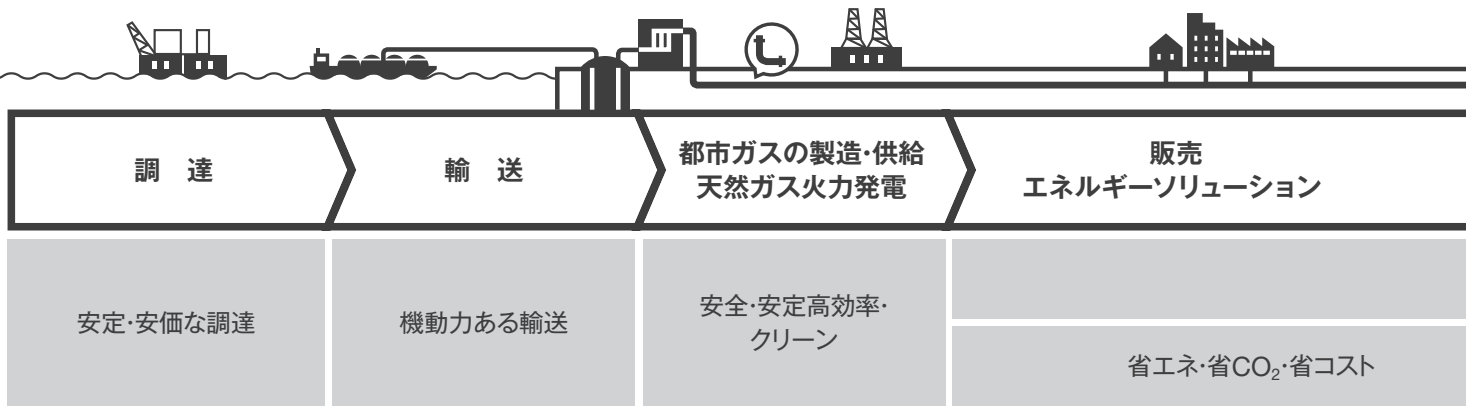 調　達
輸　送
都市ガスの製造・供給
天然ガス火力発電
販売
エネルギーソリューション
安定・安価な調達
機動力ある輸送
安全・安定高効率・
クリーン
省エネ・省CO₂・省コスト